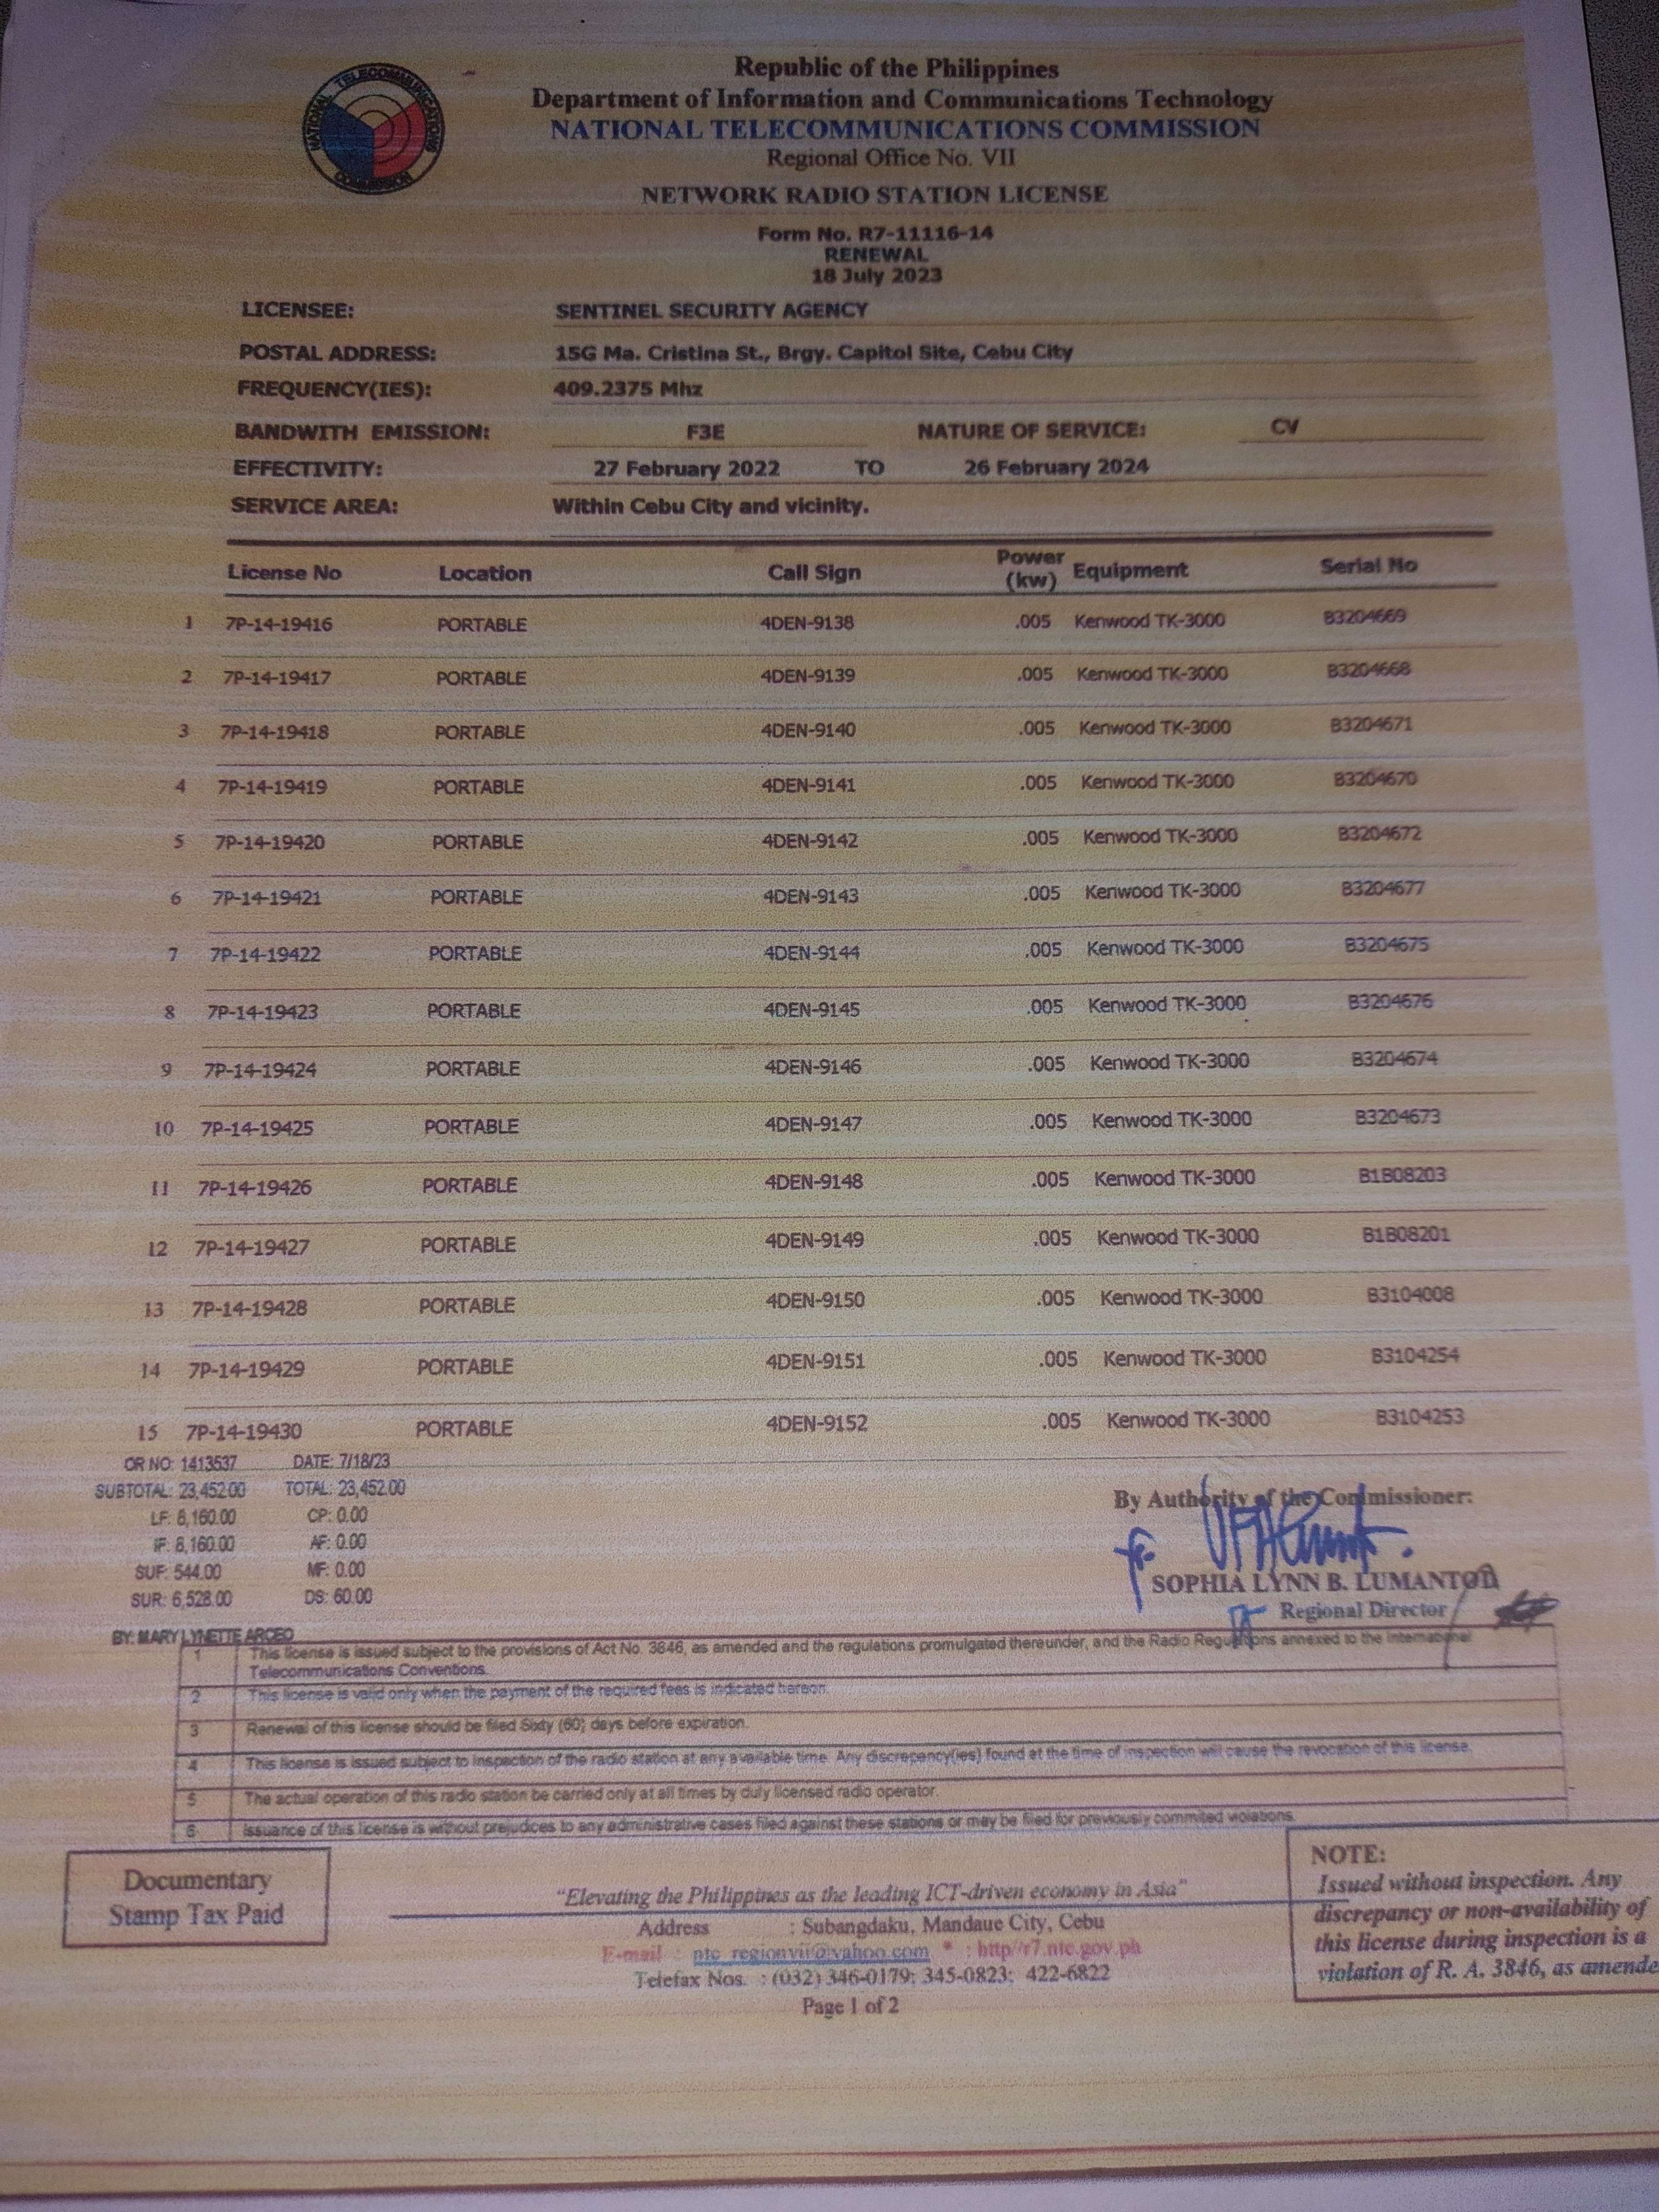 NATIONAL TELECOMMUNICATIONS
COMMISSION
Republic of the Philippines
Department of Information and Communications Technology
NATIONAL TELECOMMUNICATIONS COMMISSION
Regional Office No. VII
NETWORK RADIO STATION LICENSE
Form No. R7-11116-14
RENEWAL
18 July 2023
LICENSEE: SENTINEL SECURITY AGENCY
POSTAL ADDRESS: 15G Ma. Cristina St., Brgy. Capitol Site, Cebu City
FREQUENCY(IES): 409.2375 Mhz
BANDWITH EMISSION: F3E NATURE OF SERVICE: CV
EFFECTIVITY: 27 February 2022 TO 26 February 2024
SERVICE AREA: Within Cebu City and vicinity.
License No Location Call Sign Power (kw) Equipment Serial No
1 7P-14-19416 PORTABLE 4DEN-9138 .005 Kenwood TK-3000 B3204669
2 7P-14-19417 PORTABLE 4DEN-9139 .005 Kenwood TK-3000 B3204668
3 7P-14-19418 PORTABLE 4DEN-9140 .005 Kenwood TK-3000 B3204671
4 7P-14-19419 PORTABLE 4DEN-9141 .005 Kenwood TK-3000 B3204670
5 7P-14-19420 PORTABLE 4DEN-9142 .005 Kenwood TK-3000 B3204672
6 7P-14-19421 PORTABLE 4DEN-9143 .005 Kenwood TK-3000 B3204677
7 7P-14-19422 PORTABLE 4DEN-9144 .005 Kenwood TK-3000 B3204675
8 7P-14-19423 PORTABLE 4DEN-9145 .005 Kenwood TK-3000 B3204676
9 7P-14-19424 PORTABLE 4DEN-9146 .005 Kenwood TK-3000 B3204674
10 7P-14-19425 PORTABLE 4DEN-9147 .005 Kenwood TK-3000 B3204673
11 7P-14-19426 PORTABLE 4DEN-9148 .005 Kenwood TK-3000 B1B08203
12 7P-14-19427 PORTABLE 4DEN-9149 .005 Kenwood TK-3000 B1B08201
13 7P-14-19428 PORTABLE 4DEN-9150 .005 Kenwood TK-3000 B3104008
14 7P-14-19429 PORTABLE 4DEN-9151 .005 Kenwood TK-3000 B3104254
15 7P-14-19430 PORTABLE 4DEN-9152 .005 Kenwood TK-3000 B3104253
OR NO: 1413537 DATE: 7/18/23
SUBTOTAL: 23,452.00 TOTAL: 23,452.00
LF: 8,160.00 CP: 0.00
IF: 8,160.00 AF: 0.00
SUF: 544.00 MF: 0.00
SUR: 6,528.00 DS: 60.00
BY: MARY LYNETTE ARCEO
By Authority of the Commissioner:
SOPHIA LYNN B. LUMANTOD
Regional Director
1 This license is issued subject to the provisions of Act No. 3846, as amended and the regulations promulgated thereunder, and the Radio Regulations annexed to the International
Telecommunications Conventions.
2 This license is valid only when the payment of the required fees is indicated hereon.
3 Renewal of this license should be filed Sixty (60) days before expiration.
4 This license is issued subject to inspection of the radio station at any available time. Any discrepancy(ies) found at the time of inspection will cause the revocation of this license.
5 The actual operation of this radio station be carried only at all times by duly licensed radio operator.
6 Issuance of this license is without prejudices to any administrative cases filed against these stations or may be filed for previously commited violations.
Documentary
Stamp Tax Paid
"Elevating the Philippines as the leading ICT-driven economy in Asia"
Address : Subangdaku, Mandaue City, Cebu
E-mail : ntc_regionvii@yahoo.com * : http//r7.ntc.gov.ph
Telefax Nos. : (032) 346-0179; 345-0823; 422-6822
Page 1 of 2
NOTE:
Issued without inspection. Any
discrepancy or non-availability of
this license during inspection is a
violation of R. A. 3846, as amende